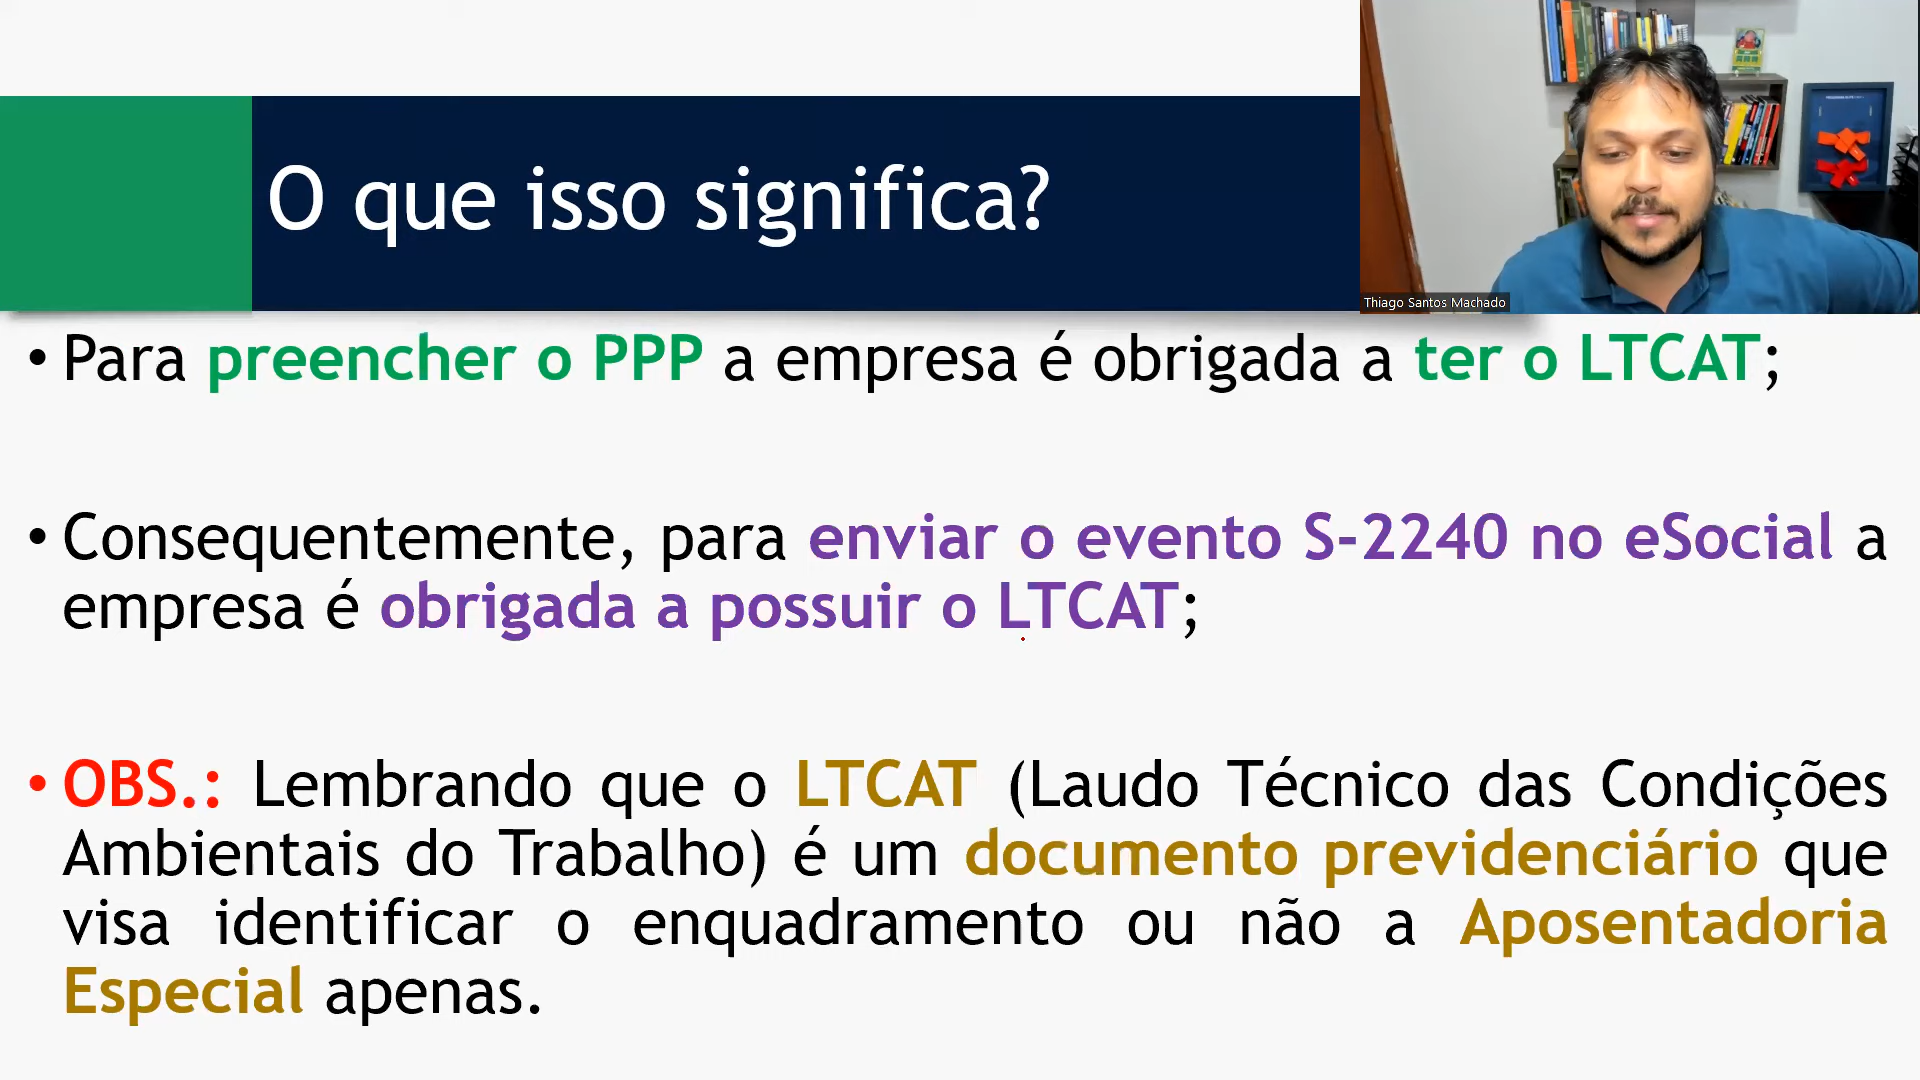 O que isso significa?
Thiago Santos Machado
• Para preencher o PPP a empresa é obrigada a ter o LTCAT;
• Consequentemente, para enviar o evento S-2240 no eSocial a
empresa é obrigada a possuir o LTCAT;
• OBS.: Lembrando que o LTCAT (Laudo Técnico das Condições
Ambientais do Trabalho) é um documento previdenciário que
visa identificar o enquadramento ou não a Aposentadoria
Especial apenas.